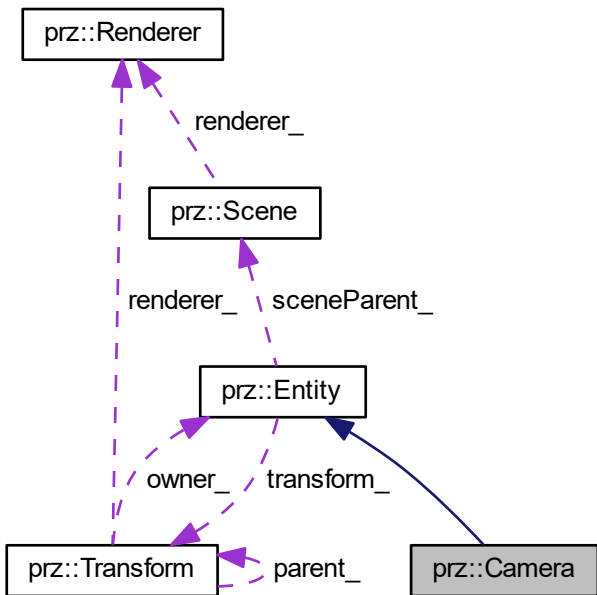 prz::Renderer
renderer_
prz::Scene
renderer_
sceneParent_
prz::Entity
owner_
transform_
prz::Transform
parent_
prz::Camera